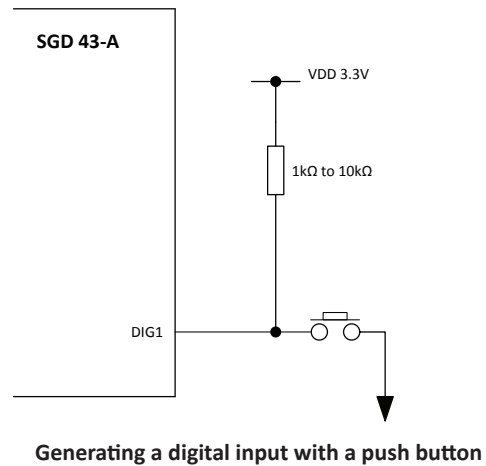 SGD 43-A
VDD 3.3V
1kΩ to 10kΩ
DIG1
Generating a digital input with a push button